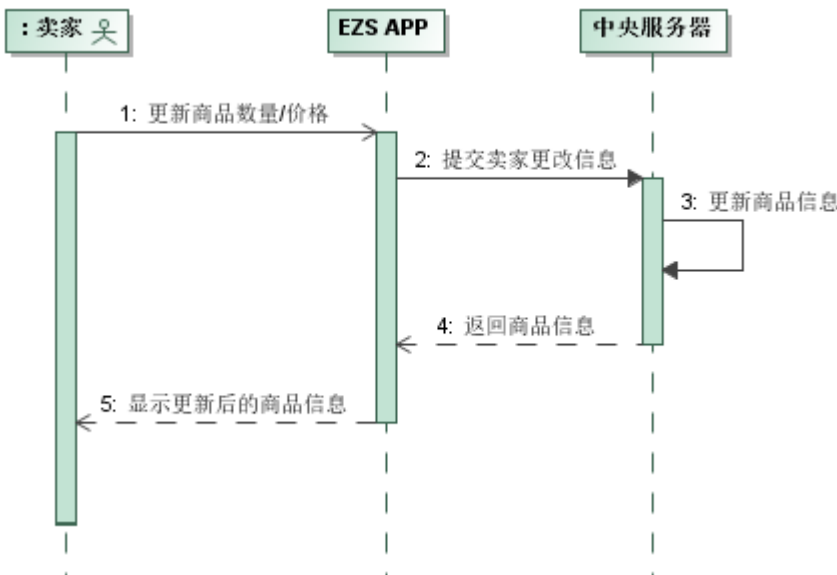 : 卖家
EZS APP
中央服务器
1: 更新商品数量/价格
2: 提交卖家更改信息
3: 更新商品信息
4: 返回商品信息
5: 显示更新后的商品信息